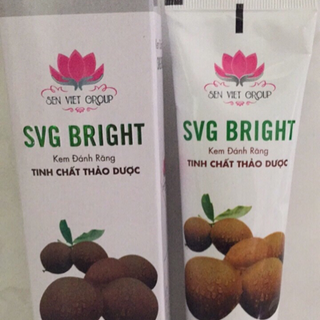 SEN VIET GROUP
SVG BRIGHT
Kem Đánh Răng
TINH CHẤT THẢO DƯỢC
SEN VIET GROUP
SVG BRIGHT
Kem Đánh Răng
TINH CHẤT THẢO DƯỢC